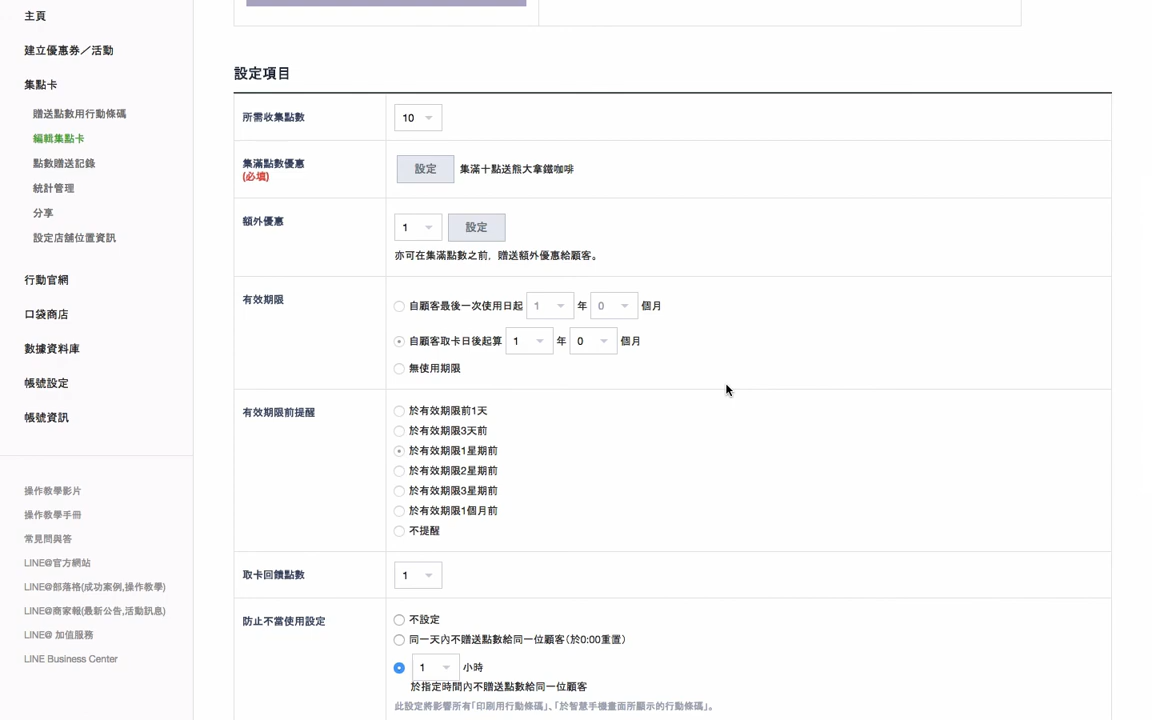 主頁
建立優惠券／活動
集點卡
贈送點數用行動條碼
編輯集點卡
點數贈送記錄
統計管理
分享
設定店舖位置資訊
行動官網
口袋商店
數據資料庫
帳號設定
帳號資訊
操作教學影片
操作教學手冊
常見問與答
LINE@官方網站
LINE@部落格(成功案例,操作教學)
LINE@商家報(最新公告,活動訊息)
LINE@ 加值服務
LINE Business Center
設定項目
所需收集點數
10
集滿點數優惠
(必填)
設定 集滿十點送熊大拿鐵咖啡
額外優惠
1 設定
亦可在集滿點數之前，贈送額外優惠給顧客。
有效期限
自顧客最後一次使用日起 1 年 0 個月
自顧客取卡日後起算 1 年 0 個月
無使用期限
有效期限前提醒
於有效期限前1天
於有效期限3天前
於有效期限1星期前
於有效期限2星期前
於有效期限3星期前
於有效期限1個月前
不提醒
取卡回饋點數
1
防止不當使用設定
不設定
同一天內不贈送點數給同一位顧客（於0:00重置）
1 小時
於指定時間內不贈送點數給同一位顧客
此設定將影響所有「印刷用行動條碼」、「於智慧手機畫面所顯示的行動條碼」。